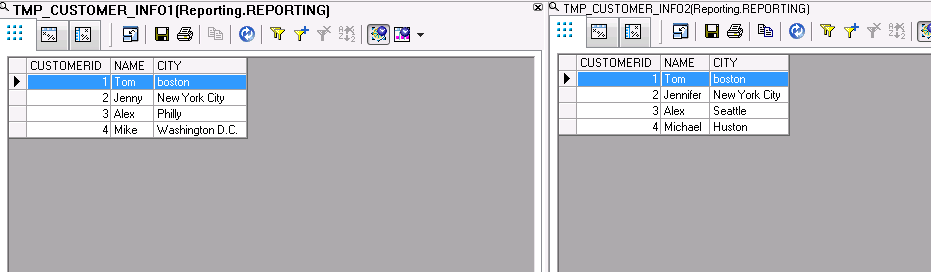 TMP_CUSTOMER_INFO1(Reporting.REPORTING)
CUSTOMERID NAME CITY
1 Tom boston
2 Jenny New York City
3 Alex Philly
4 Mike Washington D.C.
TMP_CUSTOMER_INFO2(Reporting.REPORTING)
CUSTOMERID NAME CITY
1 Tom boston
2 Jennifer New York City
3 Alex Seattle
4 Michael Huston